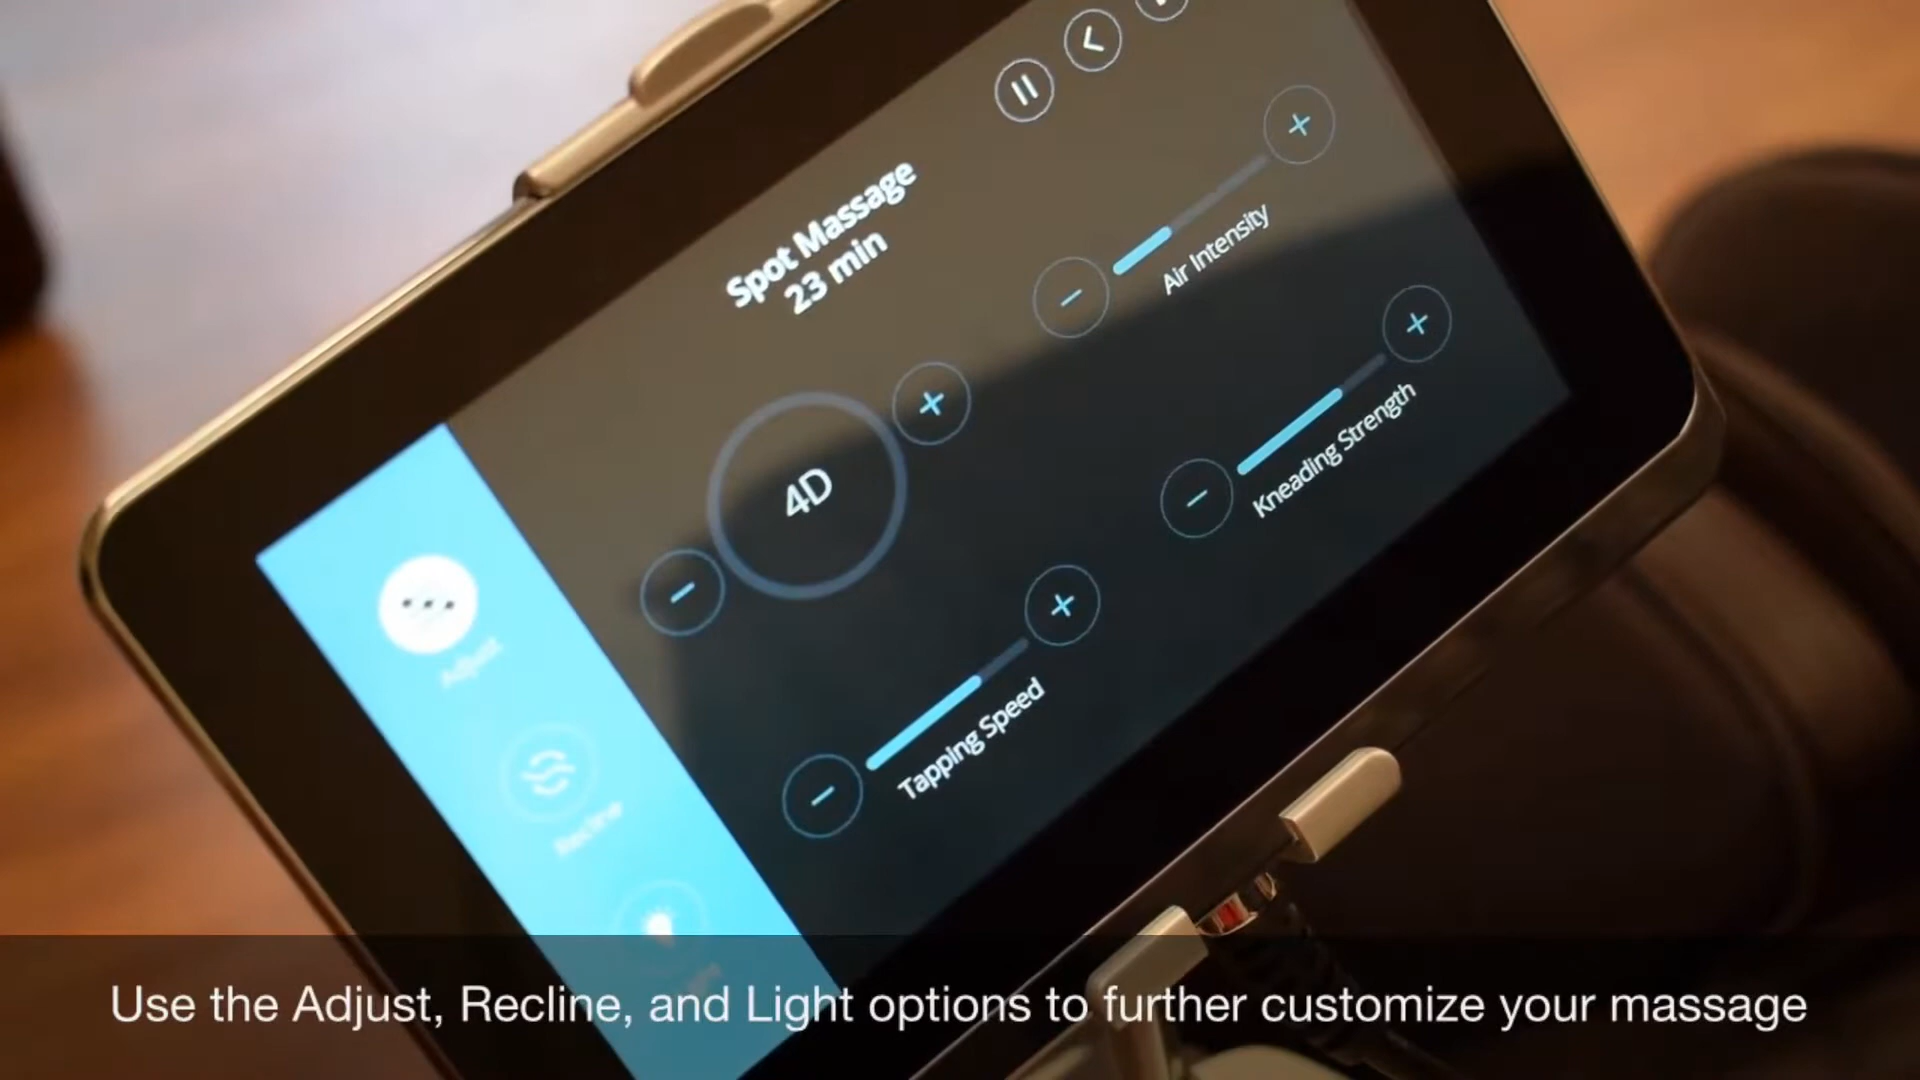 Spot Massage
23 min
Air Intensity
4D
Kneading Strength
Tapping Speed
Adjust
Recline
Use the Adjust, Recline, and Light options to further customize your massage